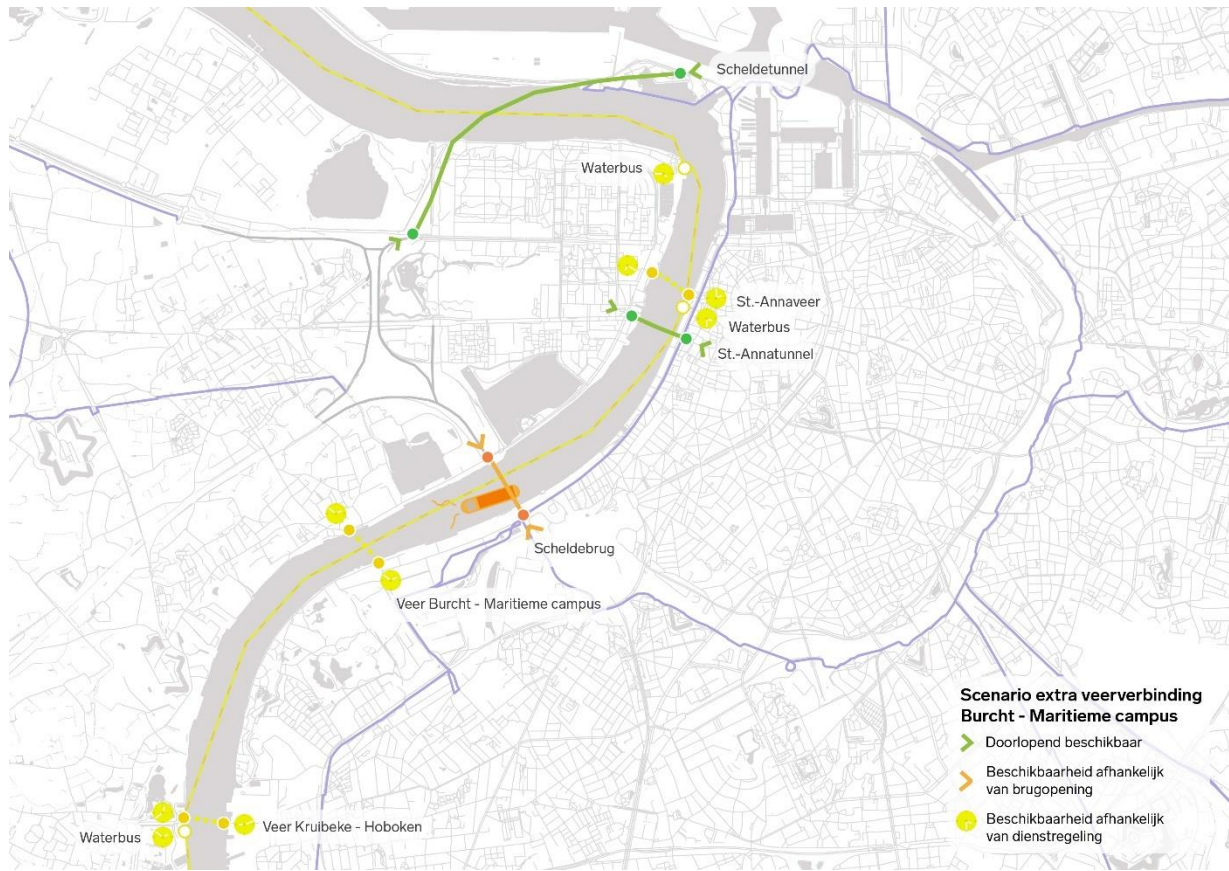 Scheldetunnel
Waterbus
St.-Annaveer
Waterbus
St.-Annatunnel
Scheldebrug
Veer Burcht - Maritieme campus
Veer Kruibeke - Hoboken
Waterbus
Scenario extra veerverbinding
Burcht - Maritieme campus
Doorlopend beschikbaar
Beschikbaarheid afhankelijk
van brugopening
Beschikbaarheid afhankelijk
van dienstregeling